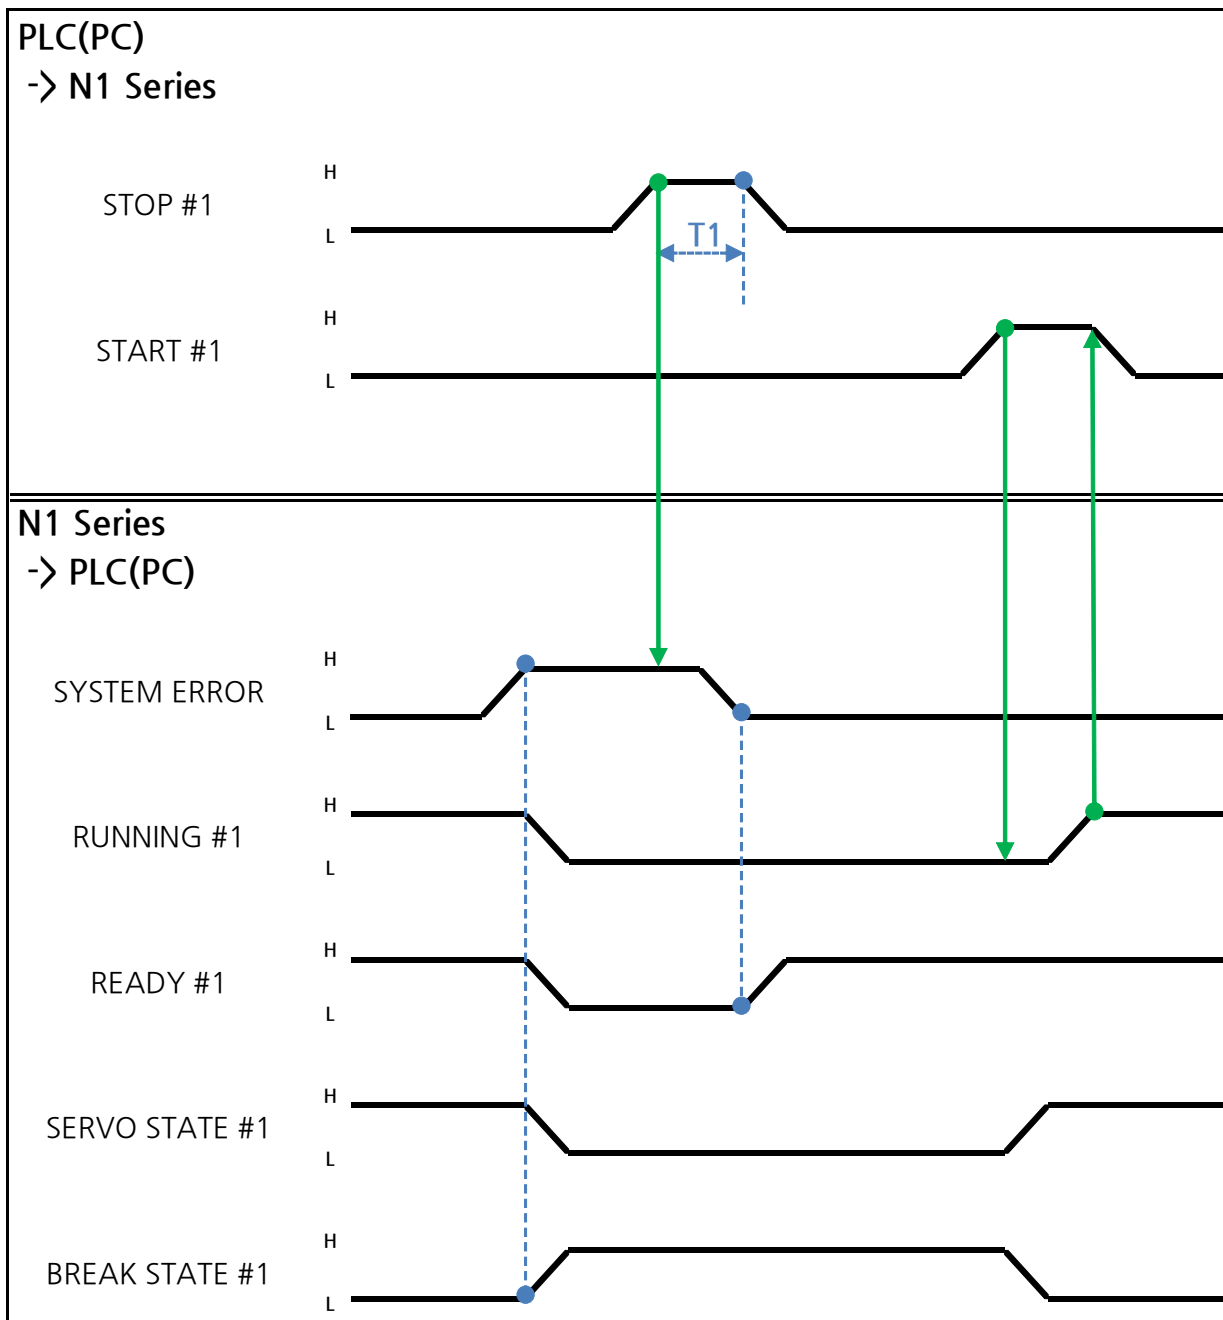 PLC(PC)
-> N1 Series
H
STOP #1
L
T1
H
START #1
L
N1 Series
-> PLC(PC)
H
SYSTEM ERROR
L
H
RUNNING #1
L
H
READY #1
L
H
SERVO STATE #1
L
H
BREAK STATE #1
L